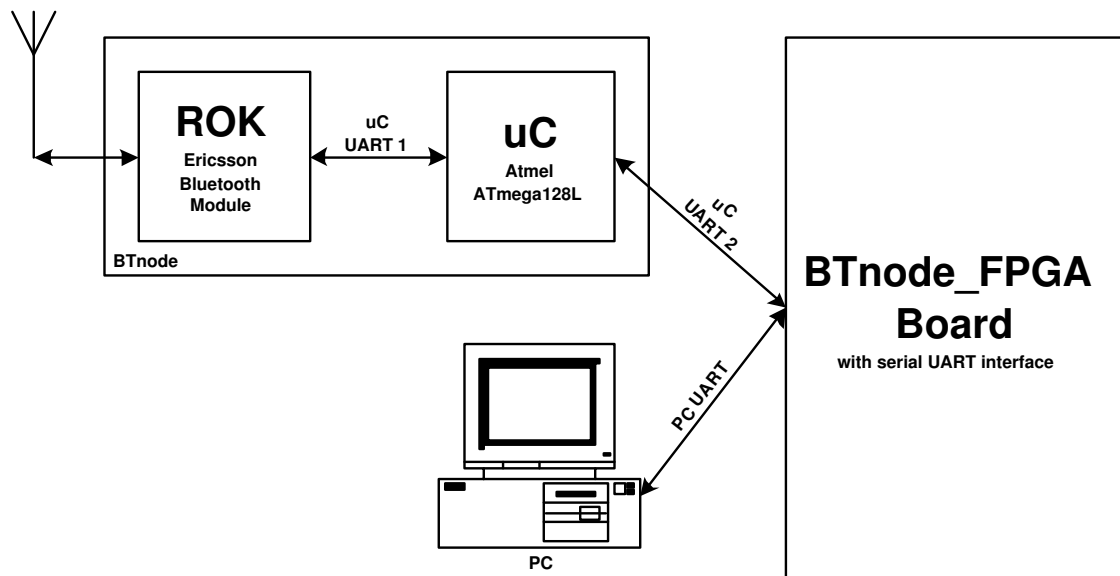 ROK
Ericsson
Bluetooth
Module
uC
UART 1
uC
Atmel
ATmega128L
BTnode
uC
UART 2
BTnode_FPGA
Board
with serial UART interface
PC UART
PC